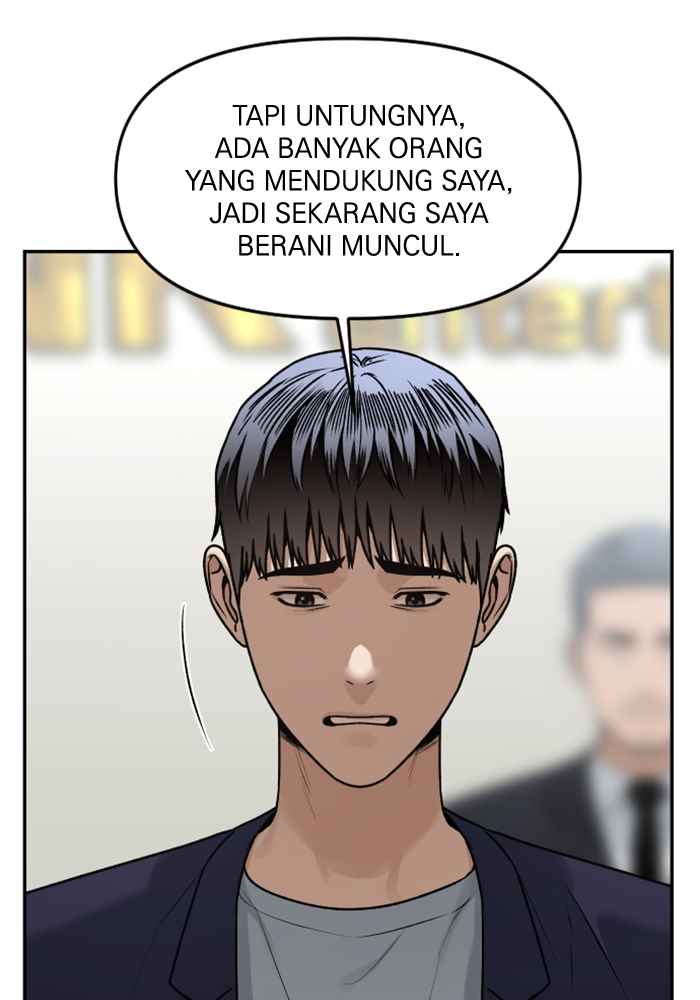 TAPI UNTUNGNYA,
ADA BANYAK ORANG
YANG MENDUKUNG SAYA,
JADI SEKARANG SAYA
BERANI MUNCUL.